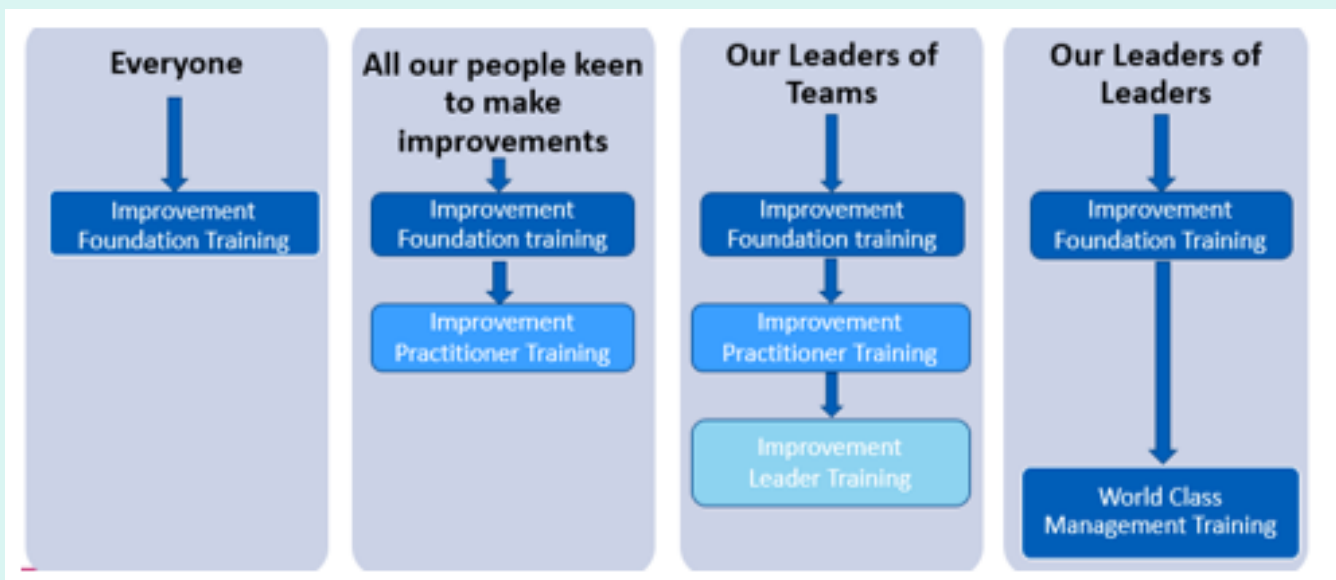 Everyone
Improvement
Foundation Training
All our people keen
to make
improvements
Improvement
Foundation training
Improvement
Practitioner Training
Our Leaders of
Teams
Improvement
Foundation training
Improvement
Practitioner Training
Improvement
Leader Training
Our Leaders of
Leaders
Improvement
Foundation Training
World Class
Management Training